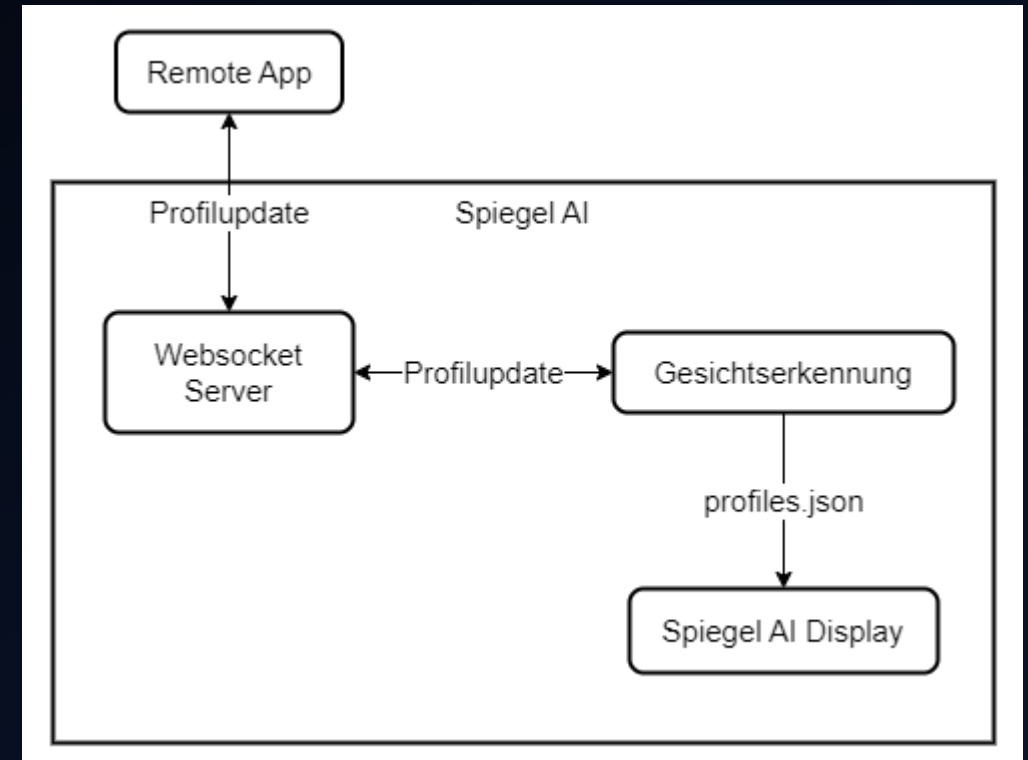 Remote App
Profilupdate
Spiegel AI
Websocket
Server
Profilupdate
Gesichtserkennung
profiles.json
Spiegel AI Display